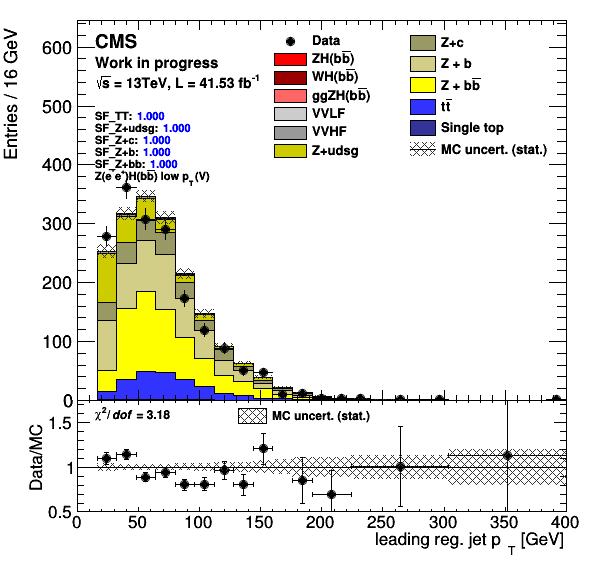 CMS
Work in progress
√s = 13TeV, L = 41.53 fb⁻¹
SF_TT: 1.000
SF_Z+udsg: 1.000
SF_Z+c: 1.000
SF_Z+b: 1.000
SF_Z+bb: 1.000
Z(e⁻e⁺)H(bb̅) low p_T(V)
Data
ZH(bb̅)
WH(bb̅)
ggZH(bb̅)
VVLF
VVHF
Z+udsg
Z+c
Z + b
Z + bb̅
tt̅
Single top
MC uncert. (stat.)
Entries / 16 GeV
600
500
400
300
200
100
0
χ²/dof = 3.18
MC uncert. (stat.)
Data/MC
1.5
1
0.5
0 50 100 150 200 250 300 350 400
leading reg. jet p_T [GeV]